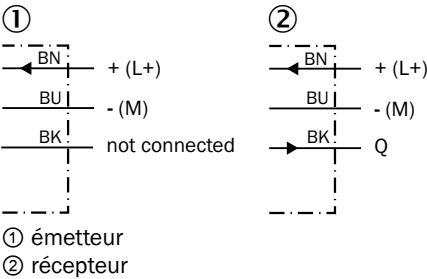 ① ②
BN + (L+) BN + (L+)
BU - (M) BU - (M)
BK not connected BK Q
① émetteur
② récepteur